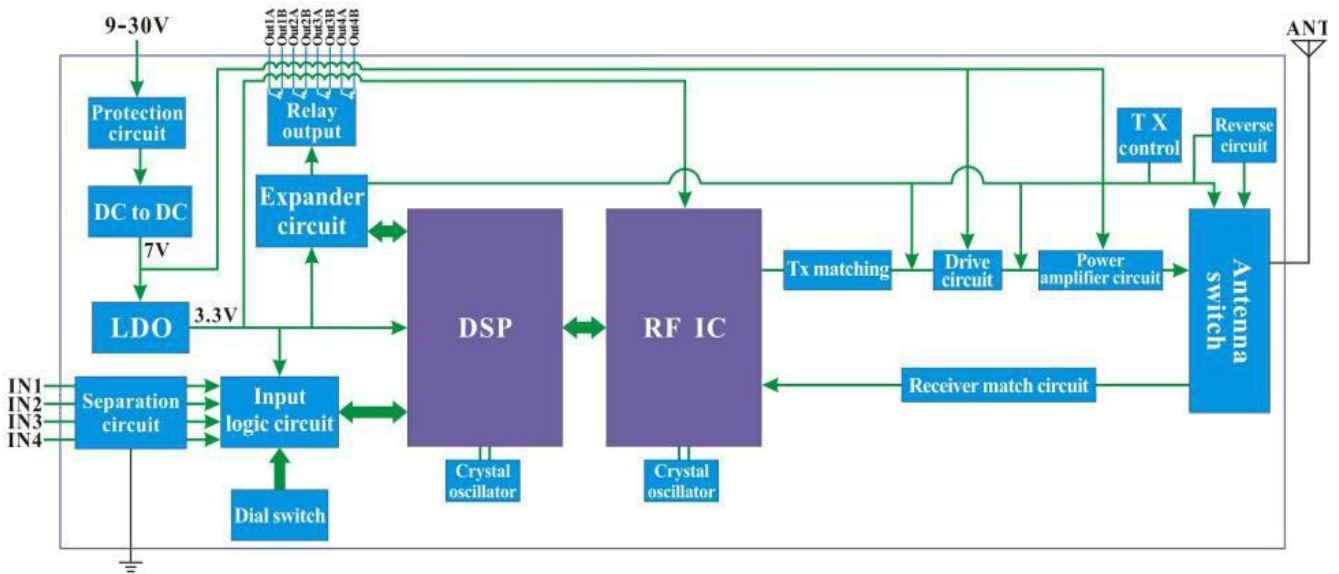 9-30V
Out1A
Out1B
Out2A
Out2B
Out3A
Out3B
Out4A
Out4B
ANT
Protection
circuit
Relay
output
T X
control
Reverse
circuit
DC to DC
Expander
circuit
7V
LDO
3.3V
DSP
RF IC
Tx matching
Drive
circuit
Power
amplifier circuit
Antenna
switch
IN1
IN2
IN3
IN4
Separation
circuit
Input
logic circuit
Receiver match circuit
Crystal
oscillator
Crystal
oscillator
Dial switch